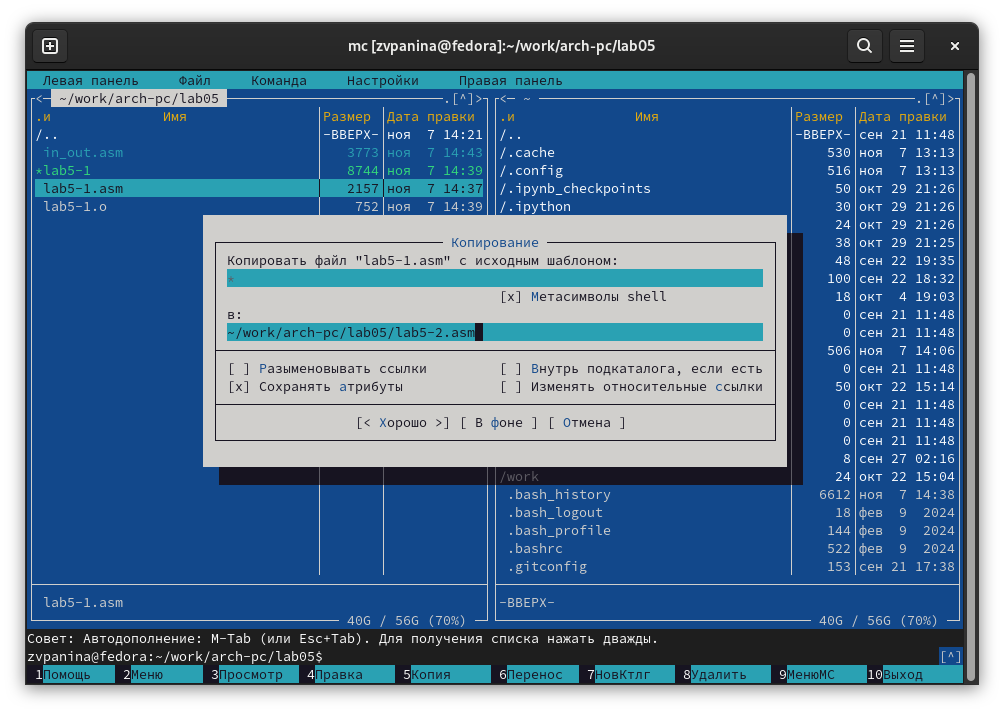 mc [zvpanina@fedora]:~/work/arch-pc/lab05
Левая панель Файл Команда Настройки Правая панель
<─ ~/work/arch-pc/lab05 .[^]> <─ ~ .[^]>
.и Имя Размер Дата правки .и Имя Размер Дата правки
/.. -ВВЕРХ- ноя 7 14:21 /.. -ВВЕРХ- сен 21 11:48
in_out.asm 3773 ноя 7 14:43 /.cache 530 ноя 7 13:13
*lab5-1 8744 ноя 7 14:39 /.config 516 ноя 7 13:13
lab5-1.asm 2157 ноя 7 14:37 /.ipynb_checkpoints 50 окт 29 21:26
lab5-1.o 752 ноя 7 14:39 /.ipython 30 окт 29 21:26
24 окт 29 21:26
Копирование 38 окт 29 21:25
Копировать файл "lab5-1.asm" с исходным шаблоном: 48 сен 22 19:35
* 100 сен 22 18:32
[x] Метасимволы shell 18 окт 4 19:03
в: 0 сен 21 11:48
~/work/arch-pc/lab05/lab5-2.asm 0 сен 21 11:48
506 ноя 7 14:06
[ ] Разыменовывать ссылки [ ] Внутрь подкаталога, если есть 0 сен 21 11:48
[x] Сохранять атрибуты [ ] Изменять относительные ссылки 50 окт 22 15:14
0 сен 21 11:48
[< Хорошо >] [ В фоне ] [ Отмена ] 0 сен 21 11:48
0 сен 21 11:48
8 сен 27 02:16
/work 24 окт 22 15:04
.bash_history 6612 ноя 7 14:38
.bash_logout 18 фев 9 2024
.bash_profile 144 фев 9 2024
.bashrc 522 фев 9 2024
.gitconfig 153 сен 21 17:38
lab5-1.asm -ВВЕРХ-
40G / 56G (70%) 40G / 56G (70%)
Совет: Автодополнение: M-Tab (или Esc+Tab). Для получения списка нажать дважды.
zvpanina@fedora:~/work/arch-pc/lab05$ [^]
1Помощь 2Меню 3Просмотр 4Правка 5Копия 6Перенос 7НовКтлг 8Удалить 9МенюМС 10Выход